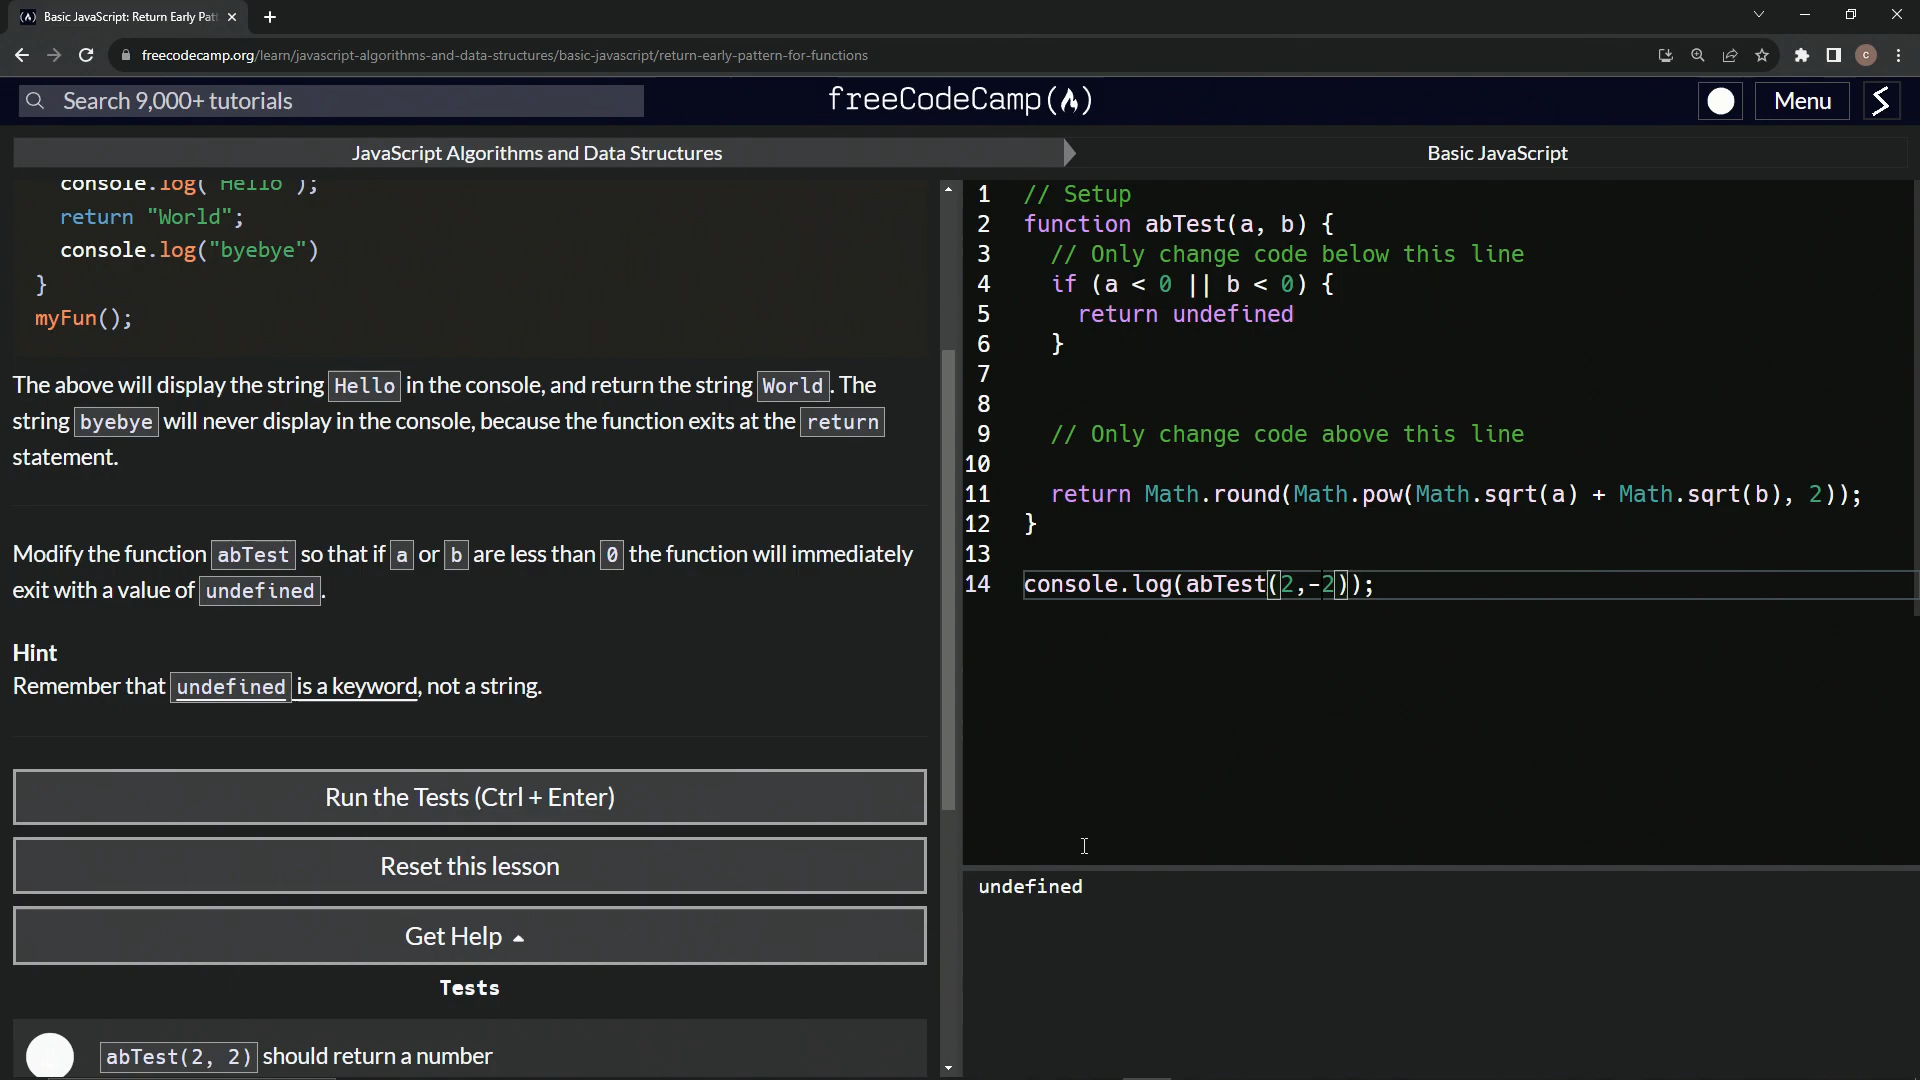 Basic JavaScript: Return Early Pat
freecodecamp.org/learn/javascript-algorithms-and-data-structures/basic-javascript/return-early-pattern-for-functions
c
Search 9,000+ tutorials
freeCodeCamp
Menu
JavaScript Algorithms and Data Structures
Basic JavaScript
console.log("Hello");
return "World";
console.log("byebye")
}
myFun();
The above will display the string Hello in the console, and return the string World. The
string byebye will never display in the console, because the function exits at the return
statement.
Modify the function abTest so that if a or b are less than 0 the function will immediately
exit with a value of undefined.
Hint
Remember that undefined is a keyword, not a string.
Run the Tests (Ctrl + Enter)
Reset this lesson
Get Help
Tests
abTest(2, 2) should return a number
1 // Setup
2 function abTest(a, b) {
3 // Only change code below this line
4 if (a < 0 || b < 0) {
5 return undefined
6 }
7
8
9 // Only change code above this line
10
11 return Math.round(Math.pow(Math.sqrt(a) + Math.sqrt(b), 2));
12 }
13
14 console.log(abTest(2,-2));
undefined